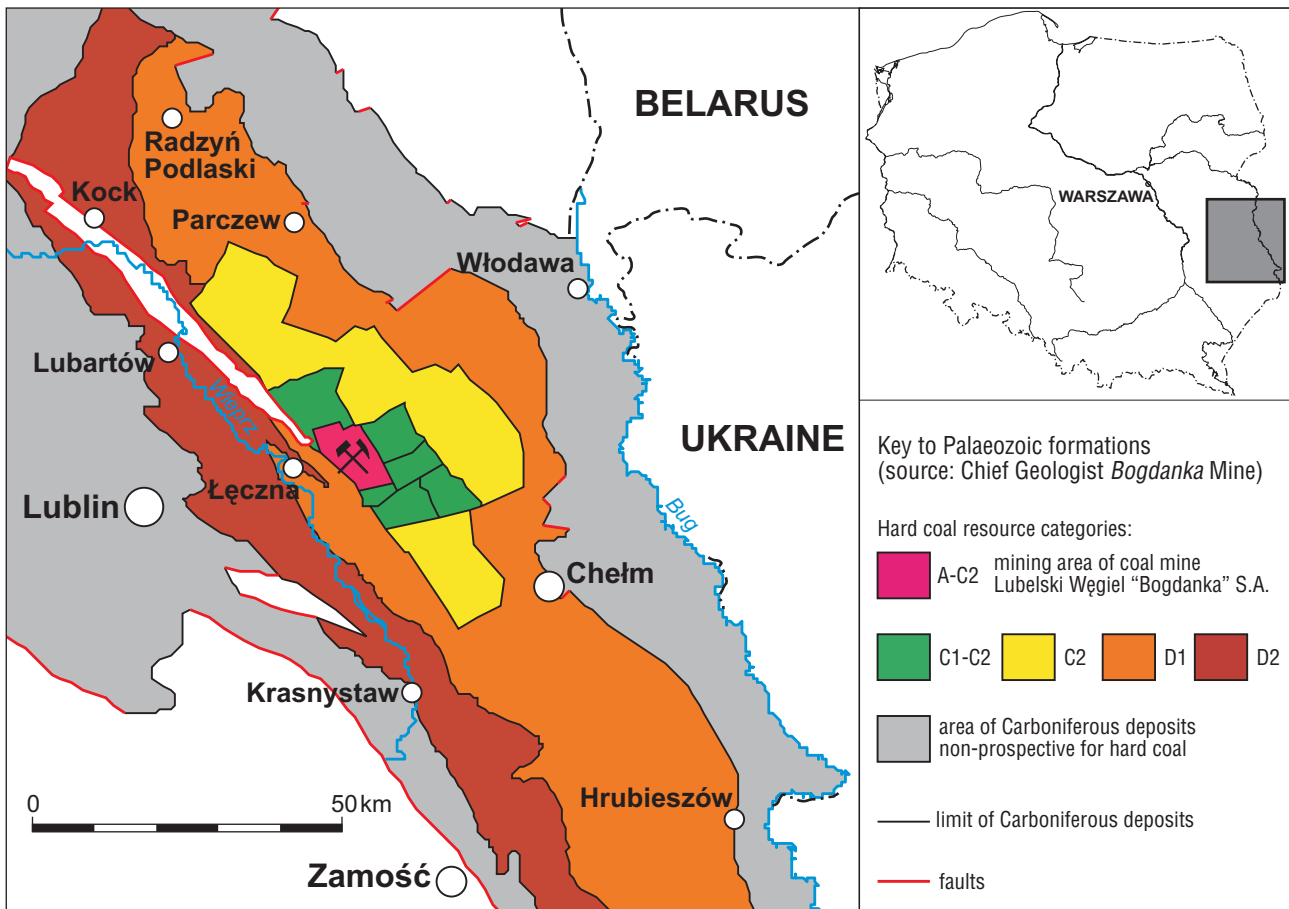 BELARUS
Radzyń
Podlaski
Kock
Parczew
Włodawa
Lubartów
Wieprz
UKRAINE
Łęczna
Lublin
Bug
Chełm
Krasnystaw
0
50 km
Hrubieszów
Zamość
WARSZAWA
Key to Palaeozoic formations
(source: Chief Geologist Bogdanka Mine)
Hard coal resource categories:
A-C2 mining area of coal mine
Lubelski Węgiel “Bogdanka” S.A.
C1-C2 C2 D1 D2
area of Carboniferous deposits
non-prospective for hard coal
limit of Carboniferous deposits
faults